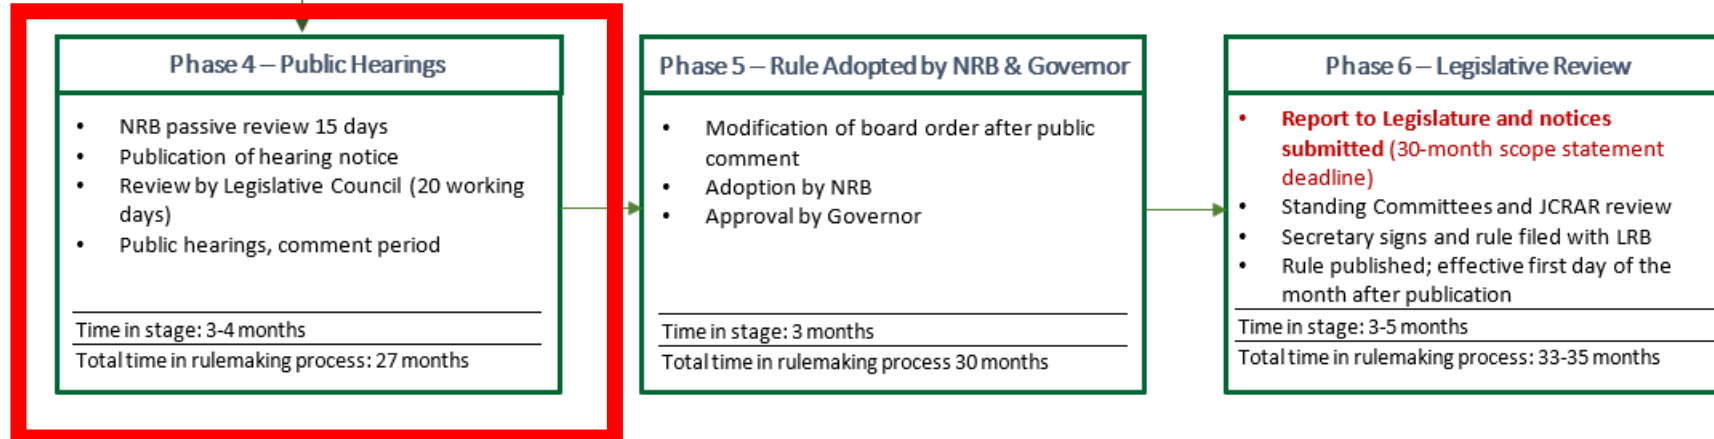 Phase 4 – Public Hearings
• NRB passive review 15 days
• Publication of hearing notice
• Review by Legislative Council (20 working
days)
• Public hearings, comment period
Time in stage: 3-4 months
Total time in rulemaking process: 27 months
Phase 5 – Rule Adopted by NRB & Governor
• Modification of board order after public
comment
• Adoption by NRB
• Approval by Governor
Time in stage: 3 months
Total time in rulemaking process 30 months
Phase 6 – Legislative Review
• Report to Legislature and notices
submitted (30-month scope statement
deadline)
• Standing Committees and JCRAR review
• Secretary signs and rule filed with LRB
• Rule published; effective first day of the
month after publication
Time in stage: 3-5 months
Total time in rulemaking process: 33-35 months